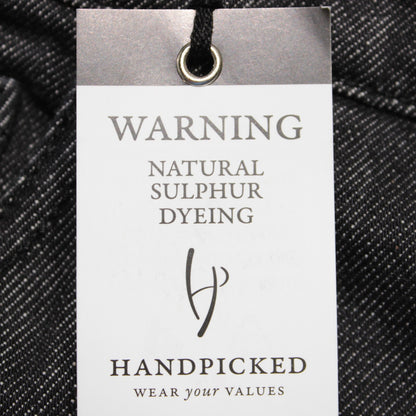 WARNING
NATURAL
SULPHUR
DYEING
HANDPICKED
WEAR your VALUES